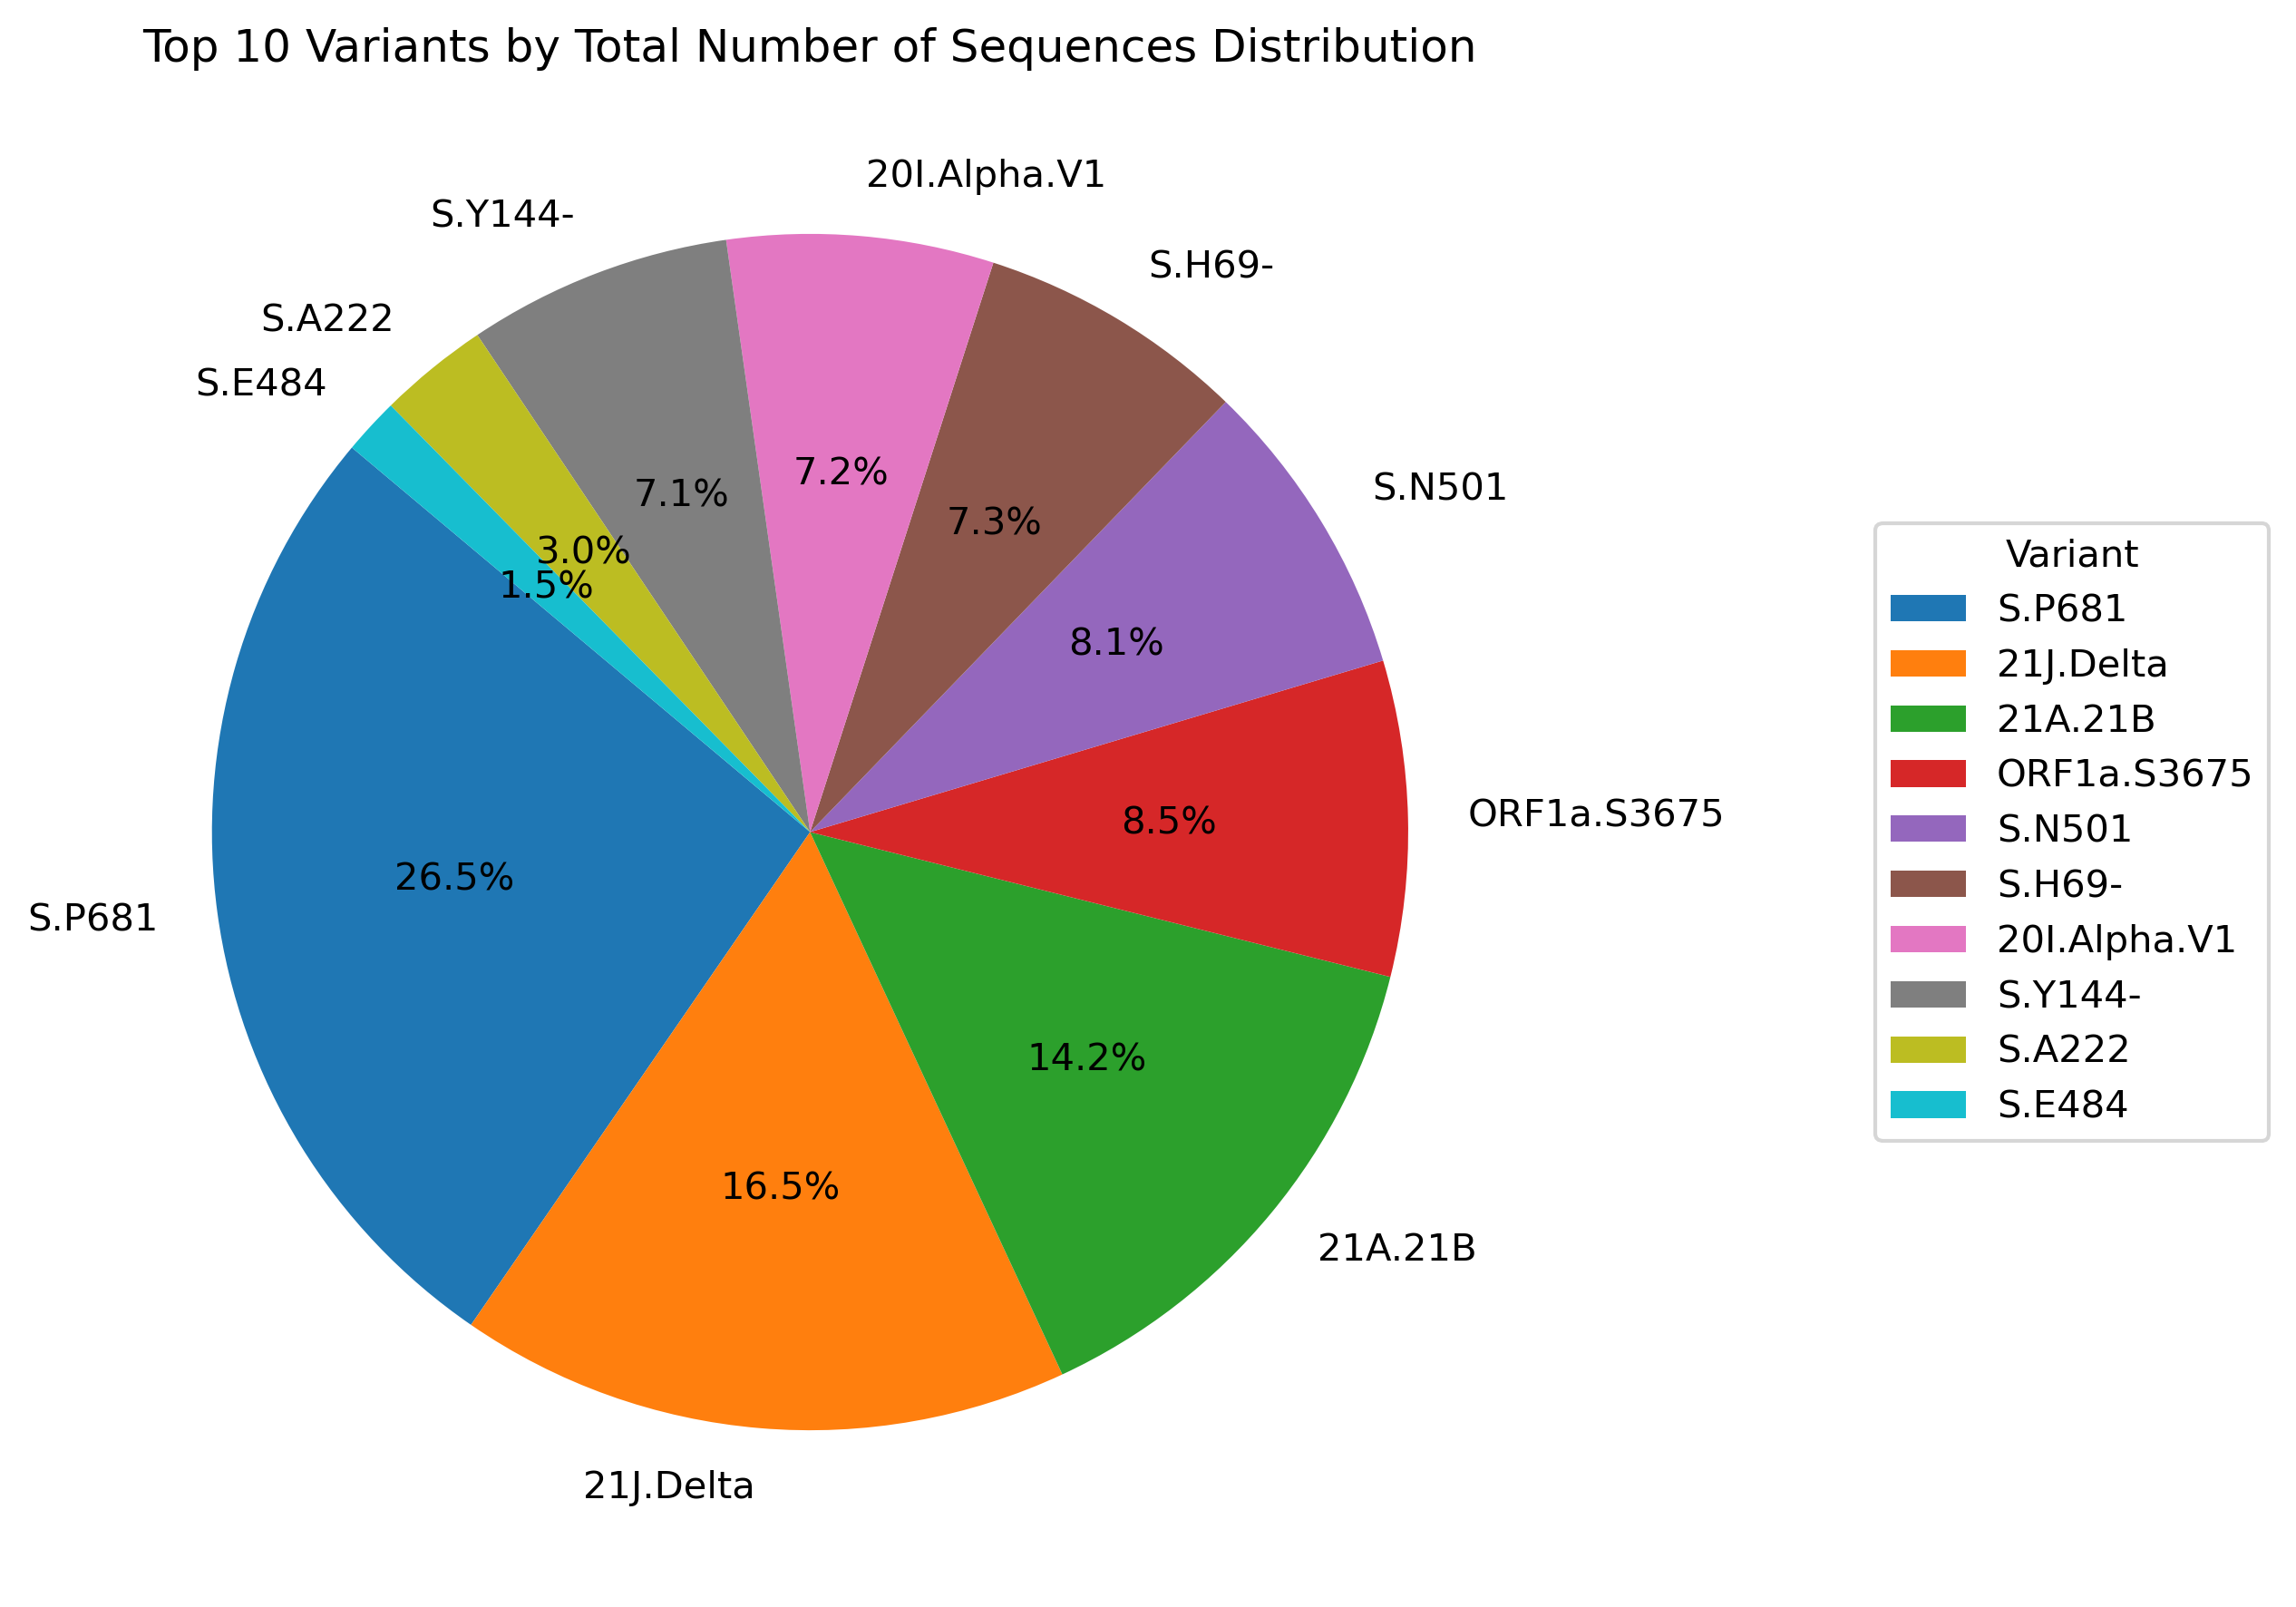 Top 10 Variants by Total Number of Sequences Distribution
20I.Alpha.V1
S.Y144-
S.H69-
S.A222
S.E484
S.N501
7.2%
7.1%
7.3%
3.0%
1.5%
8.1%
ORF1a.S3675
8.5%
26.5%
S.P681
14.2%
16.5%
21A.21B
21J.Delta
Variant
S.P681
21J.Delta
21A.21B
ORF1a.S3675
S.N501
S.H69-
20I.Alpha.V1
S.Y144-
S.A222
S.E484